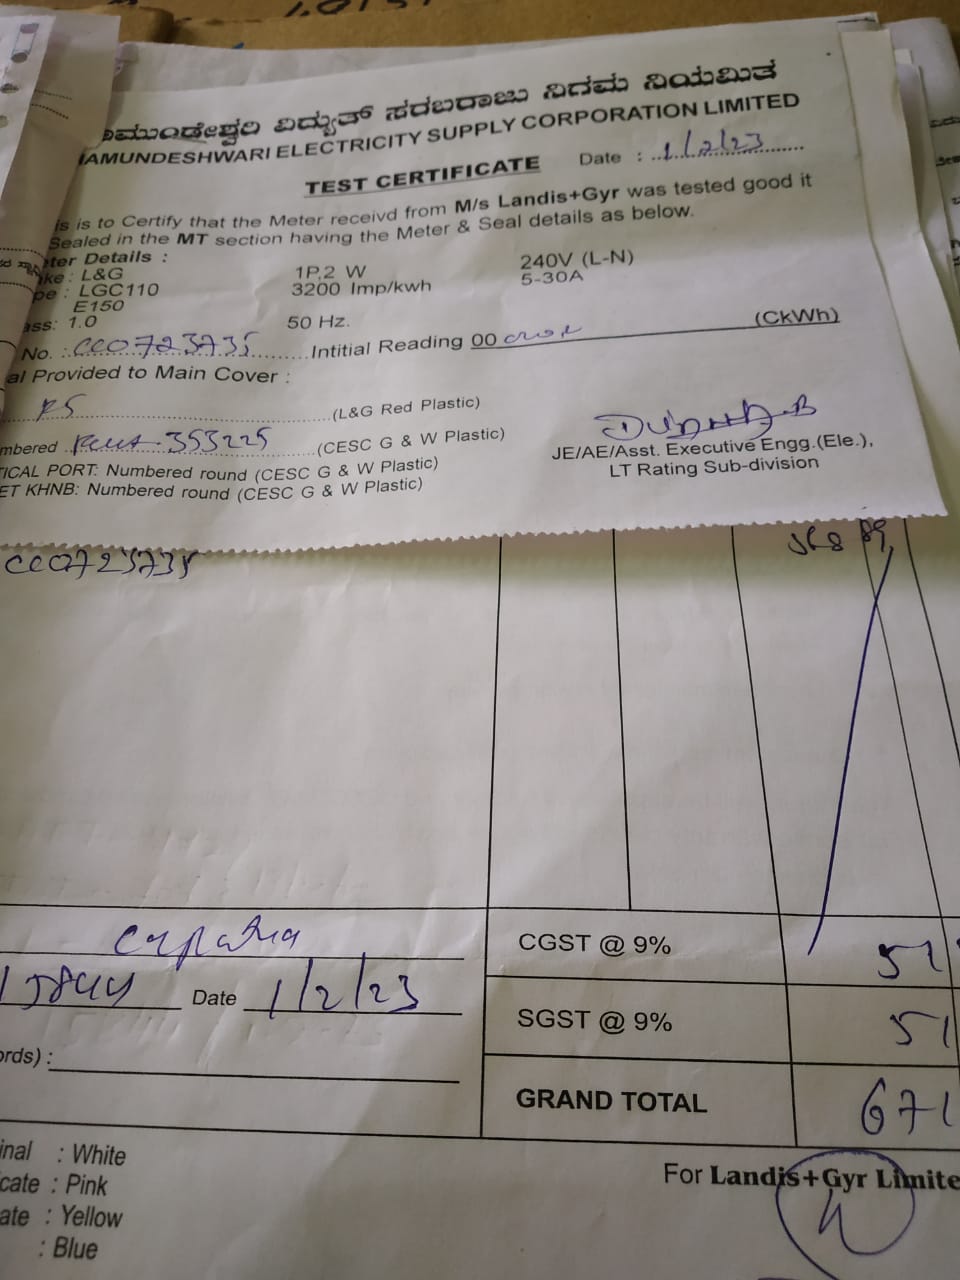 ಾಮುಂಡೇಶ್ವರಿ ವಿದ್ಯುತ್ ಸರಬರಾಜು ನಿಗಮ ನಿಯಮಿತ
AMUNDESHWARI ELECTRICITY SUPPLY CORPORATION LIMITED
TEST CERTIFICATE Date : 1/2/23
is is to Certify that the Meter receivd from M/s Landis+Gyr was tested good it
Sealed in the MT section having the Meter & Seal details as below.
ter Details :
ke : L&G 1P,2 W 240V (L-N)
pe : LGC110 3200 Imp/kwh 5-30A
E150
ass: 1.0 50 Hz.
No. : CC0723735 Intitial Reading 00 (CkWh)
al Provided to Main Cover :
(L&G Red Plastic)
mbered 353225 (CESC G & W Plastic)
TICAL PORT: Numbered round (CESC G & W Plastic)
ET KHNB: Numbered round (CESC G & W Plastic)
JE/AE/Asst. Executive Engg.(Ele.),
LT Rating Sub-division
CC0723735
CGST @ 9% 51
Date 1/2/23
SGST @ 9% 51
ords) :
GRAND TOTAL 671
inal : White
For Landis+Gyr Limite
cate : Pink
ate : Yellow
: Blue